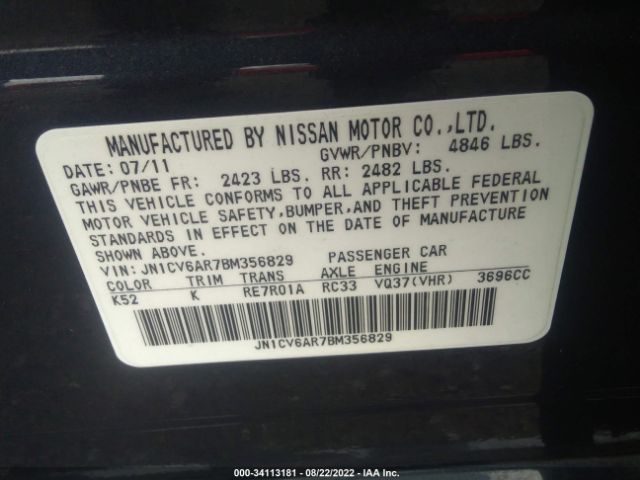 MANUFACTURED BY NISSAN MOTOR CO.,LTD.
DATE: 07/11 GVWR/PNBV: 4846 LBS.
GAWR/PNBE FR: 2423 LBS. RR: 2482 LBS.
THIS VEHICLE CONFORMS TO ALL APPLICABLE FEDERAL
MOTOR VEHICLE SAFETY,BUMPER,AND THEFT PREVENTION
STANDARDS IN EFFECT ON THE DATE OF MANUFACTURE
SHOWN ABOVE.
VIN: JN1CV6AR7BM356829 PASSENGER CAR
COLOR TRIM TRANS AXLE ENGINE
K52 K RE7R01A RC33 VQ37(VHR) 3696CC
JN1CV6AR7BM356829
000-34113181 - 08/22/2022 - IAA Inc.